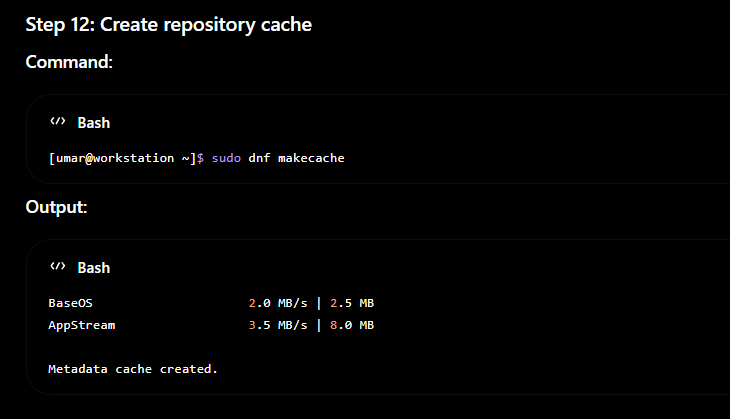 Step 12: Create repository cache
Command:
</> Bash
[umar@workstation ~]$ sudo dnf makecache
Output:
</> Bash
BaseOS                           2.0 MB/s | 2.5 MB
AppStream                        3.5 MB/s | 8.0 MB
Metadata cache created.